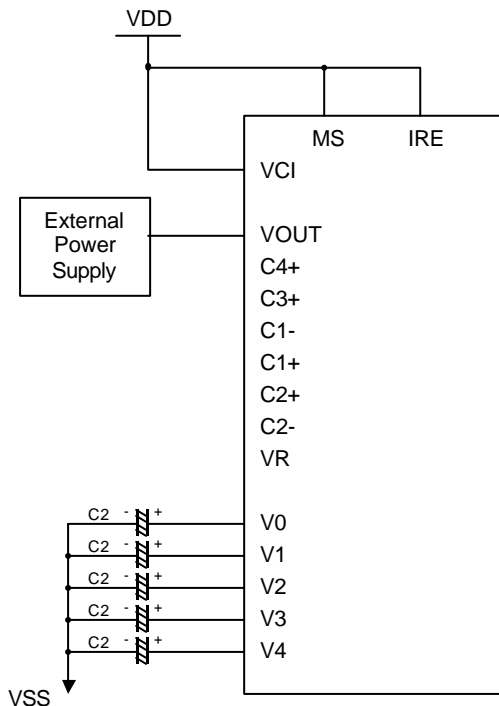 VDD
MS IRE
VCI
External
Power
Supply
VOUT
C4+
C3+
C1-
C1+
C2+
C2-
VR
C2 - + V0
C2 - + V1
C2 - + V2
C2 - + V3
C2 - + V4
VSS